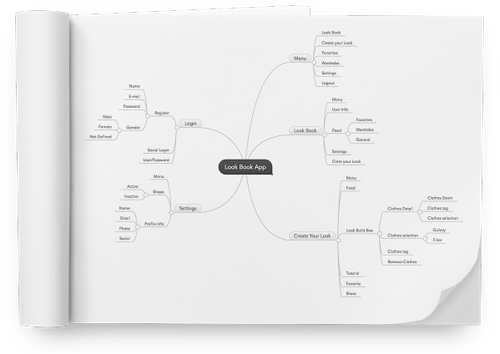 Look Book App
Menu
Look Book
Create your Look
Favorites
Wardrobe
Settings
Logout
Look Book
Menu
User Info
Feed
Favorites
Wardrobe
General
Settings
Create your Look
Create Your Look
Menu
Feed
Look Build Box
Clothes Detail
Clothes Zoom
Clothes tag
Clothes selection
Clothes selection
Gallery
Filter
Clothes tag
Remove Clothes
Tutorial
Favorite
Share
Login
Register
Name
E-mail
Password
Gender
Male
Female
Not Defined
Social Login
User/Password
Settings
Menu
Shops
Active
Inactive
Profile Info
Name
Email
Photo
Social